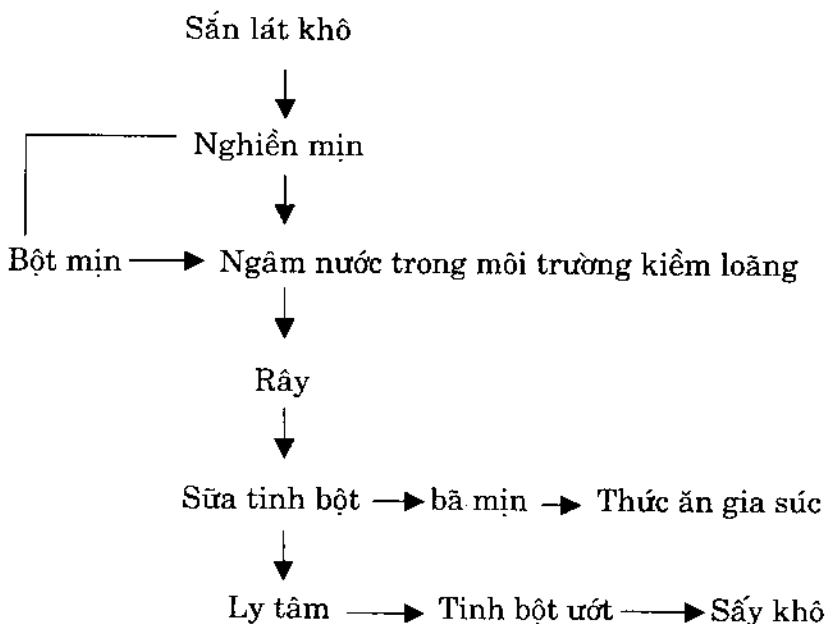 Sắn lát khô
Nghiền mịn
Bột mịn Ngâm nước trong môi trường kiềm loãng
Rây
Sữa tinh bột bã mịn Thức ăn gia súc
Ly tâm Tinh bột ướt Sấy khô